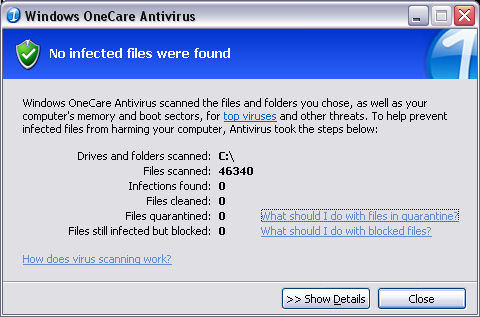 Windows OneCare Antivirus
No infected files were found
Windows OneCare Antivirus scanned the files and folders you chose, as well as your
computer's memory and boot sectors, for top viruses and other threats. To help prevent
infected files from harming your computer, Antivirus took the steps below:
Drives and folders scanned: C:\
Files scanned: 46340
Infections found: 0
Files cleaned: 0
Files quarantined: 0 What should I do with files in quarantine?
Files still infected but blocked: 0 What should I do with blocked files?
How does virus scanning work?
>> Show Details Close